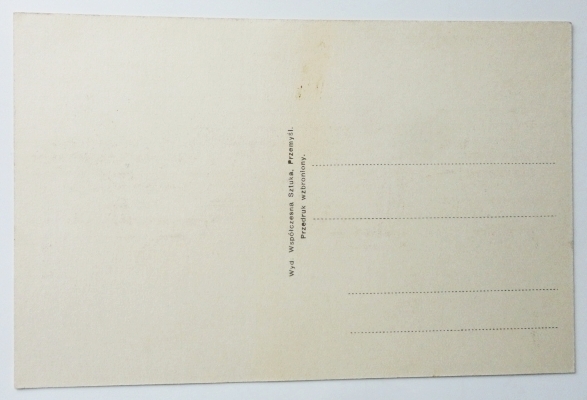 Wyd. Współczesna Sztuka, Przemyśl.
Przedruk wzbroniony.